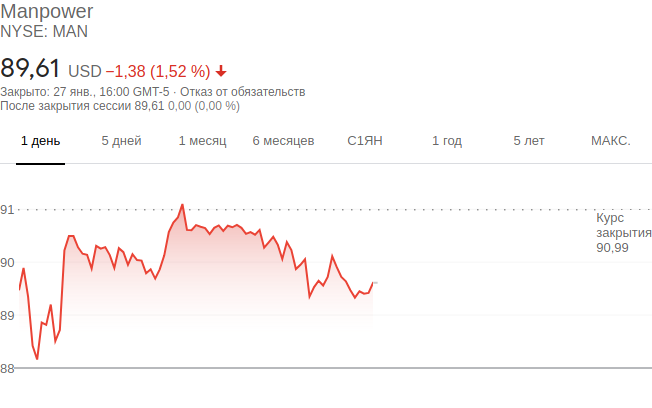 Manpower
NYSE: MAN
89,61 USD −1,38 (1,52 %)
Закрыто: 27 янв., 16:00 GMT-5 · Отказ от обязательств
После закрытия сессии 89,61 0,00 (0,00 %)
1 день 5 дней 1 месяц 6 месяцев С1ЯН 1 год 5 лет МАКС.
91
Курс
закрытия
90,99
90
89
88